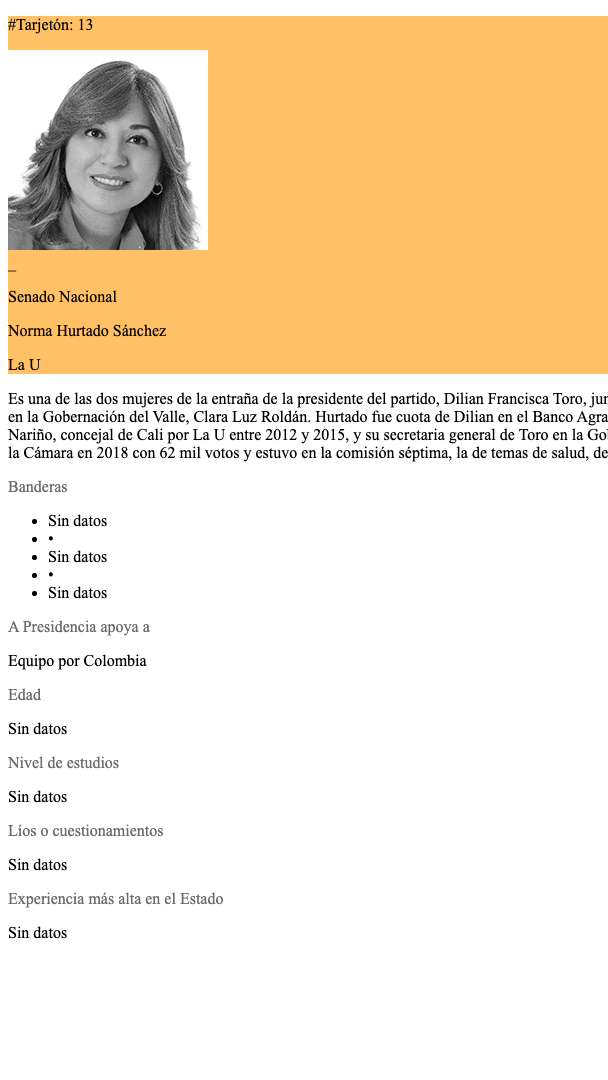 #Tarjetón: 13
_
Senado Nacional
Norma Hurtado Sánchez
La U
Es una de las dos mujeres de la entraña de la presidente del partido, Dilian Francisca Toro,
en la Gobernación del Valle, Clara Luz Roldán. Hurtado fue cuota de Dilian en el Banco
Nariño, concejal de Cali por La U entre 2012 y 2015, y su secretaria general de Toro en la
la Cámara en 2018 con 62 mil votos y estuvo en la comisión séptima, la de temas de salud,
Banderas
• Sin datos
• •
• Sin datos
• •
• Sin datos
A Presidencia apoya a
Equipo por Colombia
Edad
Sin datos
Nivel de estudios
Sin datos
Líos o cuestionamientos
Sin datos
Experiencia más alta en el Estado
Sin datos